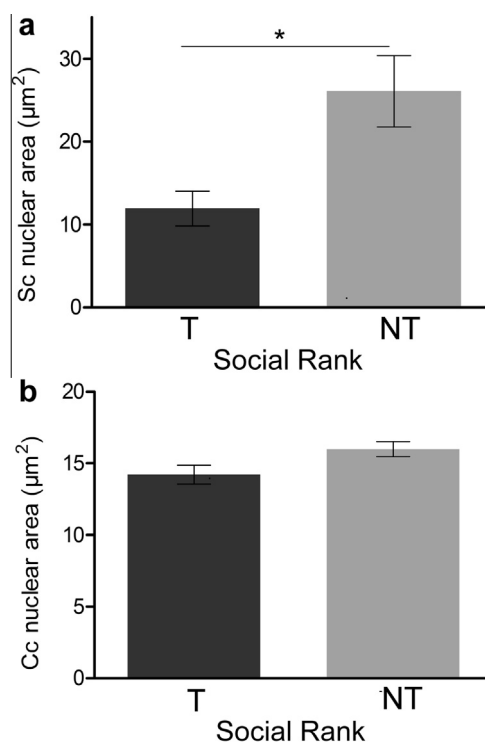 a
*
Sc nuclear area (µm²)
30
20
10
0
T NT
Social Rank
b
Cc nuclear area (µm²)
20
15
10
5
0
T NT
Social Rank